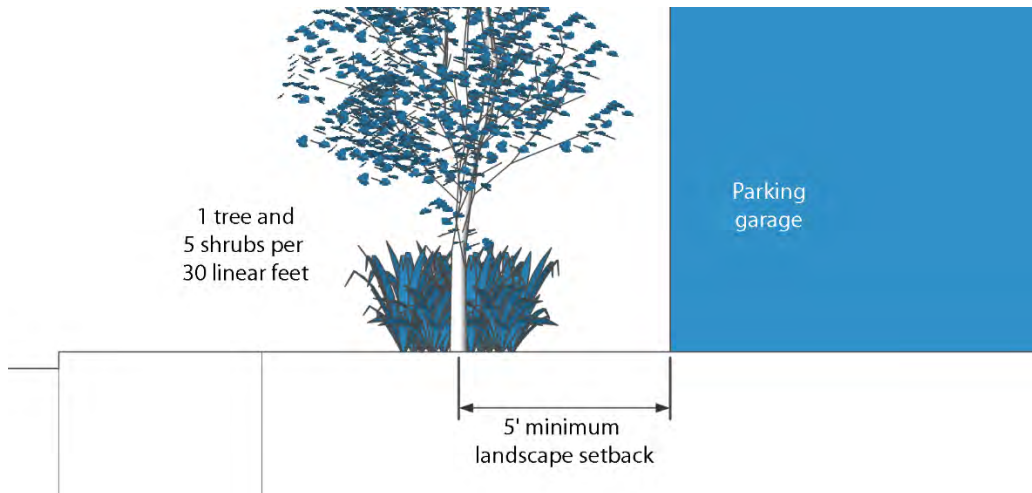 1 tree and
5 shrubs per
30 linear feet
Parking
garage
5' minimum
landscape setback